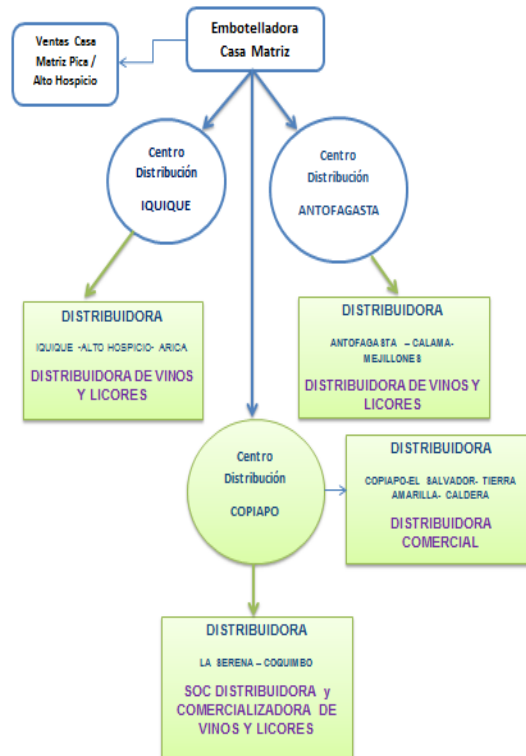 Embotelladora
Casa Matriz
Ventas Casa
Matriz Pica /
Alto Hospicio
Centro
Distribución
IQUIQUE
Centro
Distribución
ANTOFAGASTA
DISTRIBUIDORA
IQUIQUE -ALTO HOSPICIO- ARICA
DISTRIBUIDORA DE VINOS
Y LICORES
DISTRIBUIDORA
ANTOFAGASTA – CALAMA-
MEJILLONES
DISTRIBUIDORA DE VINOS Y
LICORES
Centro
Distribución
COPIAPO
DISTRIBUIDORA
COPIAPO-EL SALVADOR- TIERRA
AMARILLA- CALDERA
DISTRIBUIDORA
COMERCIAL
DISTRIBUIDORA
LA SERENA – COQUIMBO
SOC DISTRIBUIDORA y
COMERCIALIZADORA DE
VINOS Y LICORES